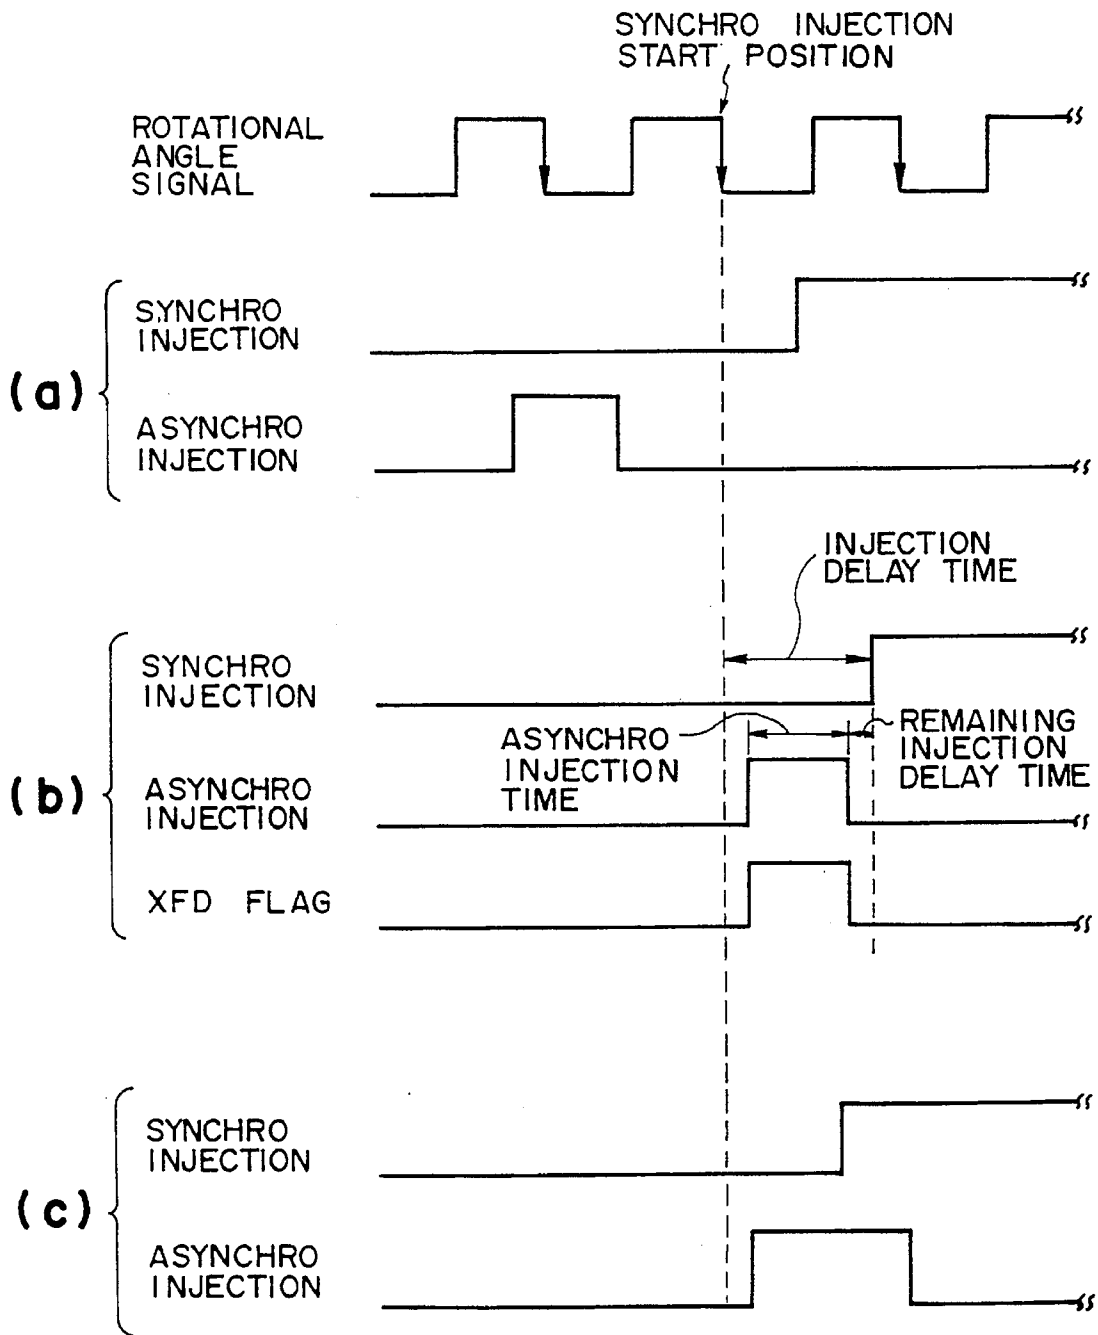 SYNCHRO INJECTION
START POSITION
ROTATIONAL
ANGLE
SIGNAL
(a)
SYNCHRO
INJECTION
ASYNCHRO
INJECTION
INJECTION
DELAY TIME
(b)
SYNCHRO
INJECTION
ASYNCHRO
INJECTION
TIME
REMAINING
INJECTION
DELAY TIME
ASYNCHRO
INJECTION
XFD FLAG
(c)
SYNCHRO
INJECTION
ASYNCHRO
INJECTION